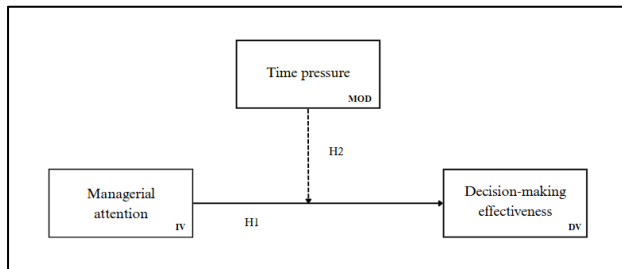 Time pressure
MOD
H2
Managerial
attention
IV
H1
Decision-making
effectiveness
DV